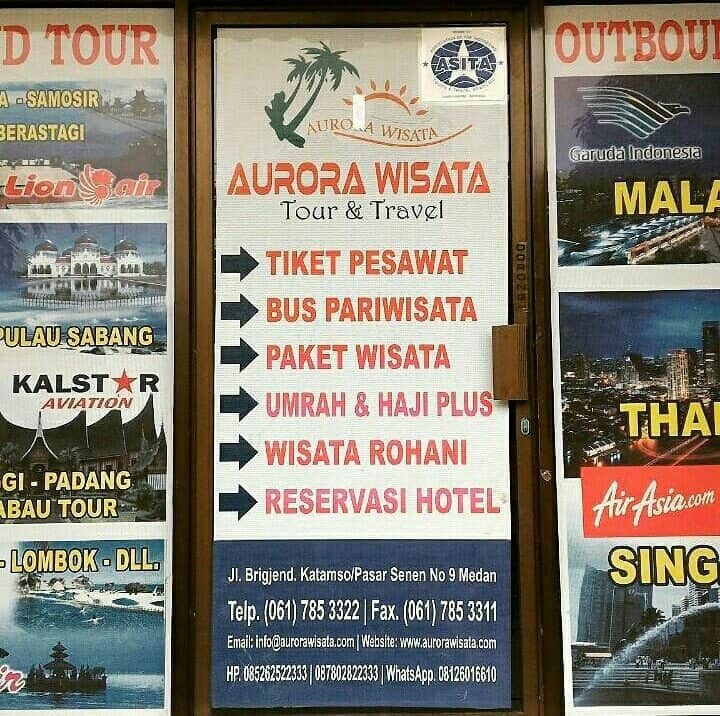 ND TOUR
A - SAMOSIR
BERASTAGI
Lion air
PULAU SABANG
KALSTAR
AVIATION
GI - PADANG
ABAU TOUR
- LOMBOK - DLL.
ir
ASITA
AURORA WISATA
AURORA WISATA
Tour & Travel
TIKET PESAWAT
BUS PARIWISATA
PAKET WISATA
UMRAH & HAJI PLUS
WISATA ROHANI
RESERVASI HOTEL
Jl. Brigjend. Katamso/Pasar Senen No 9 Medan
Telp. (061) 785 3322 | Fax. (061) 785 3311
Email: info@aurorawisata.com | Website: www.aurorawisata.com
HP. 085262522333 | 087802822333 | WhatsApp. 08126016610
OUTBOU
Garuda Indonesia
MALA
THAI
AirAsia.com
SING